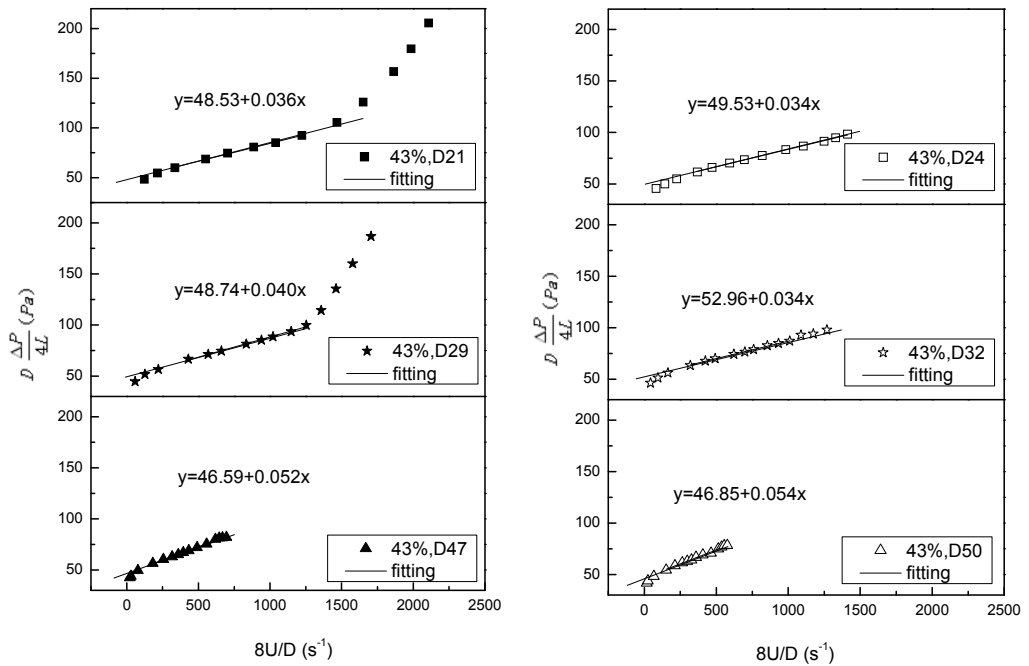 200
150
100
50
y=48.53+0.036x
43%,D21
fitting
200
150
100
50
y=49.53+0.034x
43%,D24
fitting
200
150
100
50
D ΔP/4L (Pa)
y=48.74+0.040x
43%,D29
fitting
200
150
100
50
D ΔP/4L (Pa)
y=52.96+0.034x
43%,D32
fitting
200
150
100
50
y=46.59+0.052x
43%,D47
fitting
0 500 1000 1500 2000 2500
8U/D (s⁻¹)
200
150
100
50
y=46.85+0.054x
43%,D50
fitting
0 500 1000 1500 2000 2500
8U/D (s⁻¹)